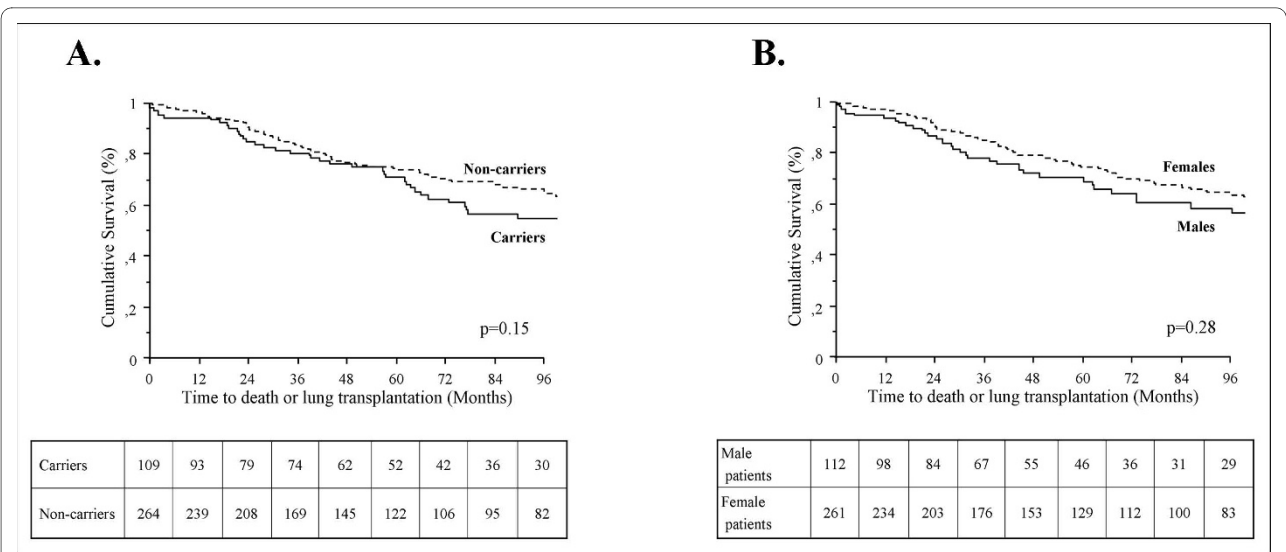 A.
Cumulative Survival (%)
1
,8
,6
,4
,2
0
Non-carriers
Carriers
p=0.15
0 12 24 36 48 60 72 84 96
Time to death or lung transplantation (Months)
Carriers 109 93 79 74 62 52 42 36 30
Non-carriers 264 239 208 169 145 122 106 95 82
B.
Cumulative Survival (%)
1
,8
,6
,4
,2
0
Females
Males
p=0.28
0 12 24 36 48 60 72 84 96
Time to death or lung transplantation (Months)
Male
patients 112 98 84 67 55 46 36 31 29
Female
patients 261 234 203 176 153 129 112 100 83